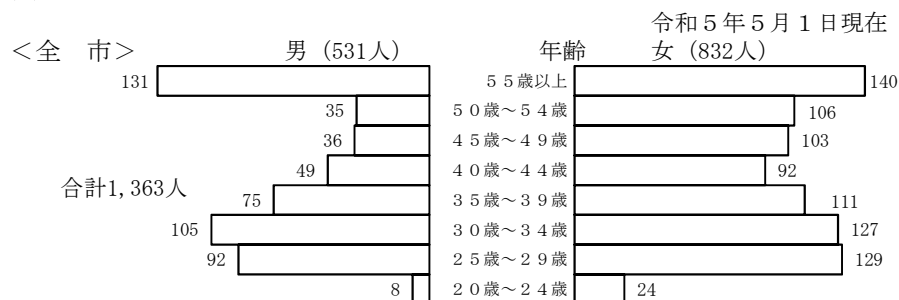 令和５年５月１日現在
＜全　市＞　男（531人）　年齢　女（832人）
131　５５歳以上　140
35　５０歳～５４歳　106
36　４５歳～４９歳　103
49　４０歳～４４歳　92
合計1,363人
75　３５歳～３９歳　111
105　３０歳～３４歳　127
92　２５歳～２９歳　129
8　２０歳～２４歳　24